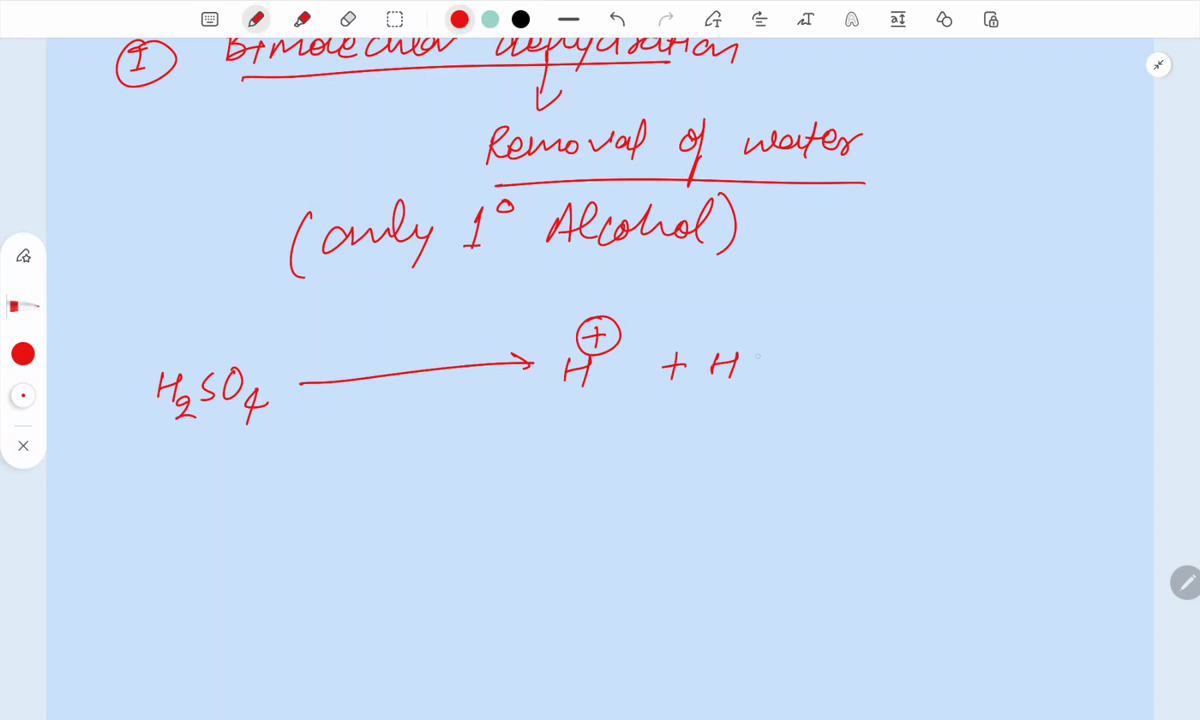 (I) Bimolecular dehydration
Removal of water
(only 1° Alcohol)
H₂SO₄ → H⊕ + H